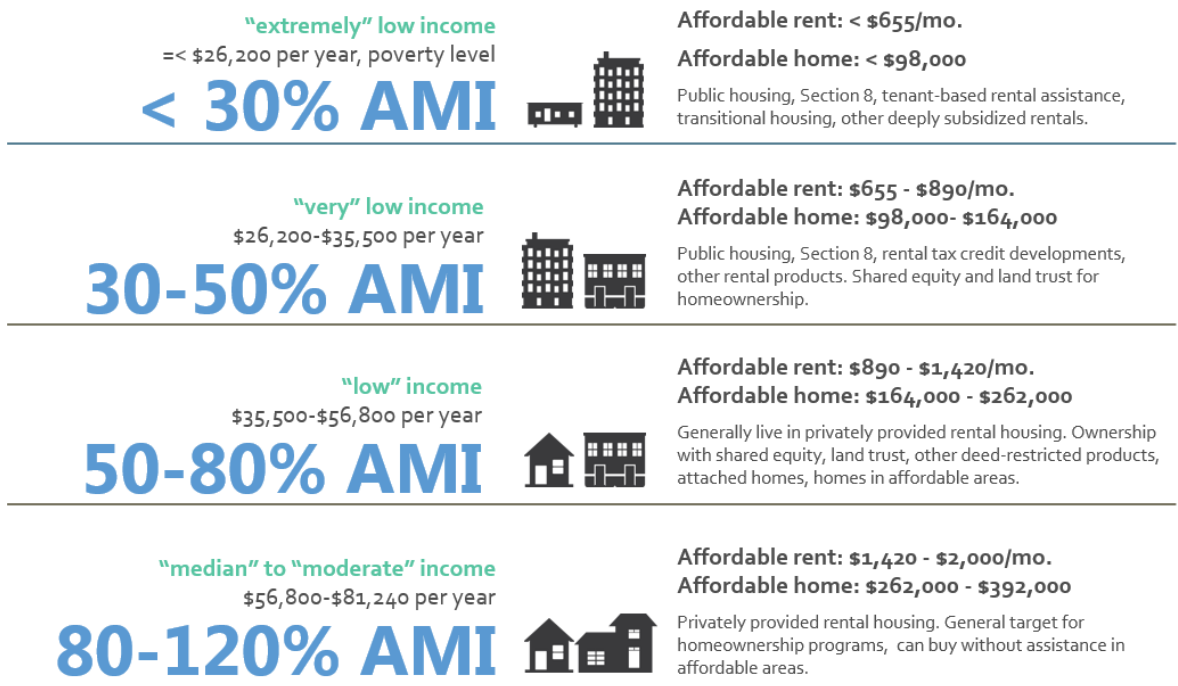 “extremely” low income
=< $26,200 per year, poverty level
< 30% AMI
Affordable rent: < $655/mo.
Affordable home: < $98,000
Public housing, Section 8, tenant-based rental assistance,
transitional housing, other deeply subsidized rentals.
“very” low income
$26,200-$35,500 per year
30-50% AMI
Affordable rent: $655 - $890/mo.
Affordable home: $98,000- $164,000
Public housing, Section 8, rental tax credit developments,
other rental products. Shared equity and land trust for
homeownership.
“low” income
$35,500-$56,800 per year
50-80% AMI
Affordable rent: $890 - $1,420/mo.
Affordable home: $164,000 - $262,000
Generally live in privately provided rental housing. Ownership
with shared equity, land trust, other deed-restricted products,
attached homes, homes in affordable areas.
“median” to “moderate” income
$56,800-$81,240 per year
80-120% AMI
Affordable rent: $1,420 - $2,000/mo.
Affordable home: $262,000 - $392,000
Privately provided rental housing. General target for
homeownership programs, can buy without assistance in
affordable areas.